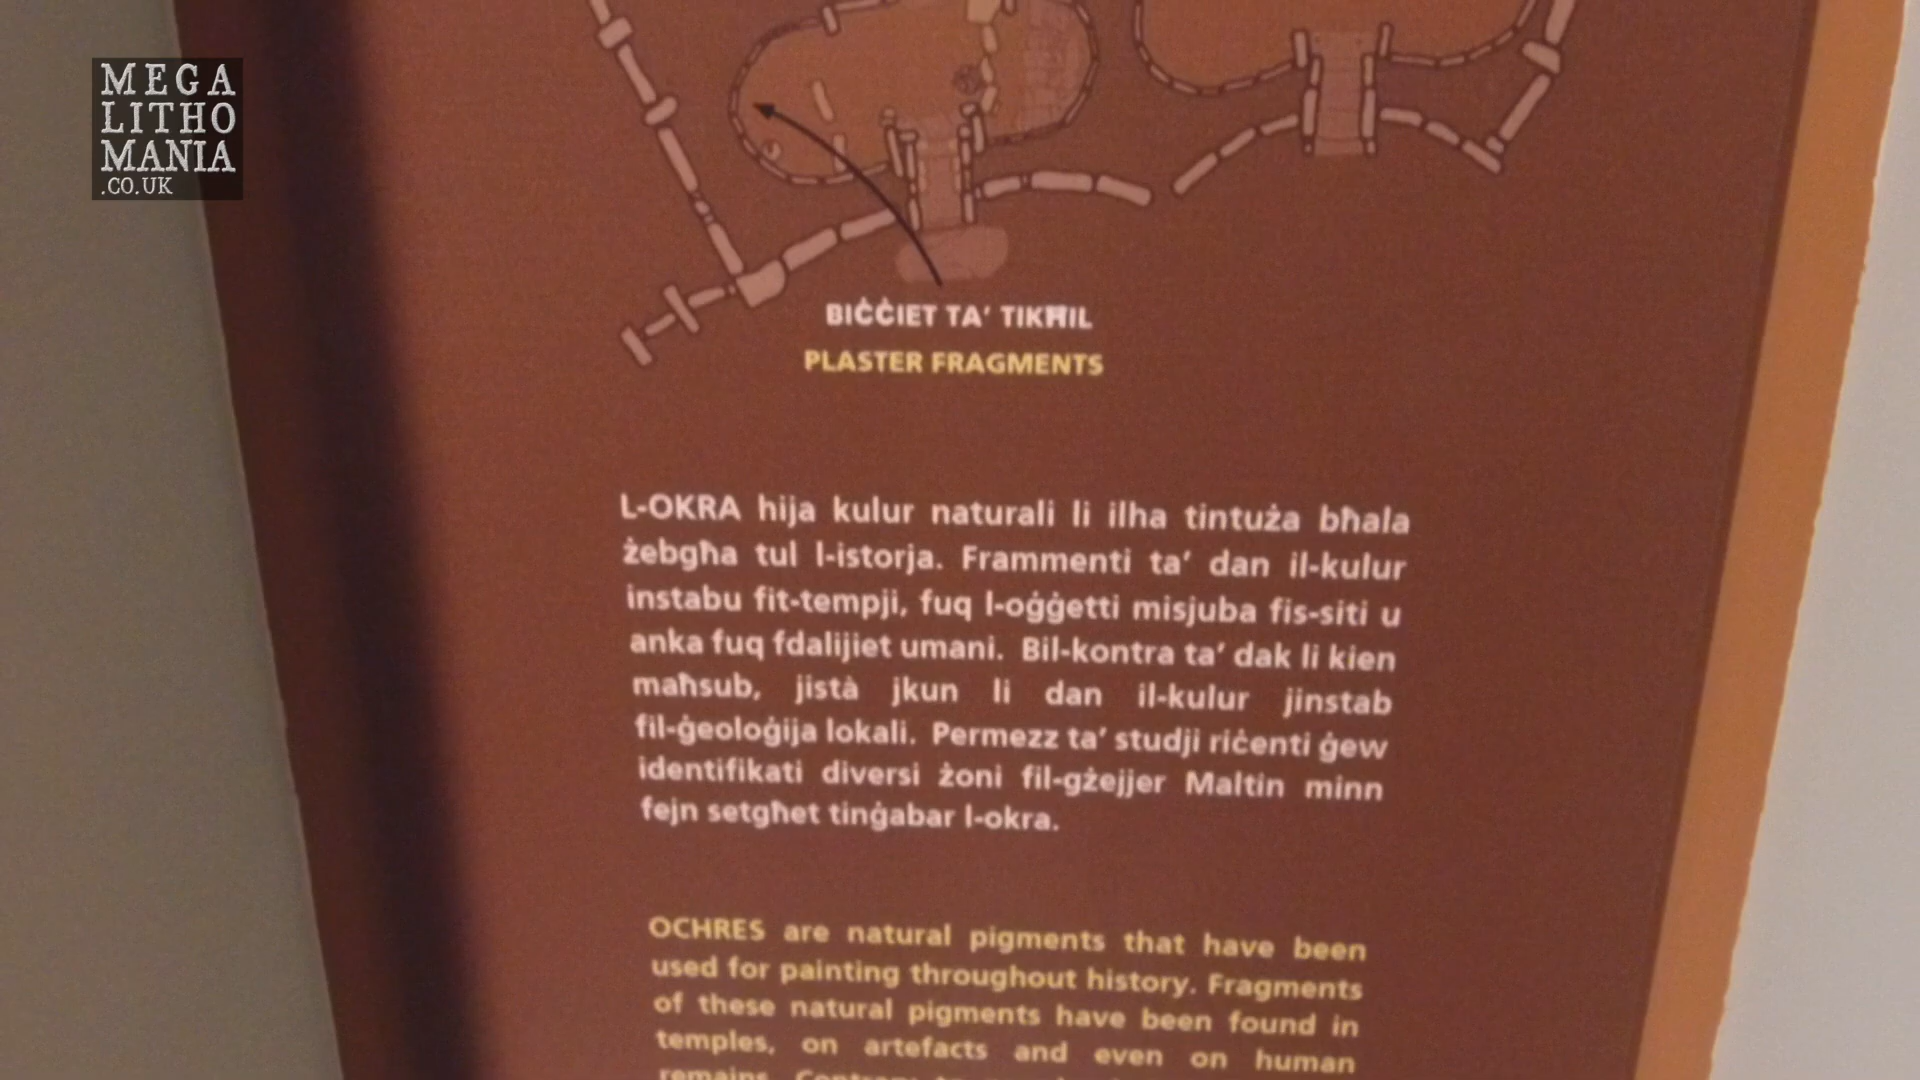 MEGA
LITHO
MANIA
.CO.UK
BIĊĊIET TA' TIKĦIL
PLASTER FRAGMENTS
L-OKRA hija kulur naturali li ilha tintuża bħala
żebgħa tul l-istorja. Frammenti ta' dan il-kulur
instabu fit-tempji, fuq l-oġġetti misjuba fis-siti u
anka fuq fdalijiet umani. Bil-kontra ta' dak li kien
maħsub, jistà jkun li dan il-kulur jinstab
fil-ġeoloġija lokali. Permezz ta' studji riċenti ġew
identifikati diversi żoni fil-gżejjer Maltin minn
fejn setgħet tinġabar l-okra.
OCHRES are natural pigments that have been
used for painting throughout history. Fragments
of these natural pigments have been found in
temples, on artefacts and even on human
remains.